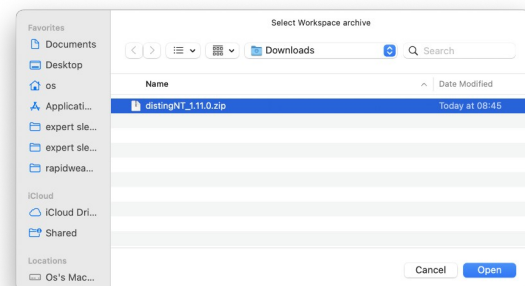 Select Workspace archive
Favorites
Documents
Desktop
os
Applicati...
expert sle...
expert sle...
rapidwea...
iCloud
iCloud Dri...
Shared
Locations
Os's Mac...
Downloads
Search
Name Date Modified
distingNT_1.11.0.zip Today at 08:45
Cancel Open